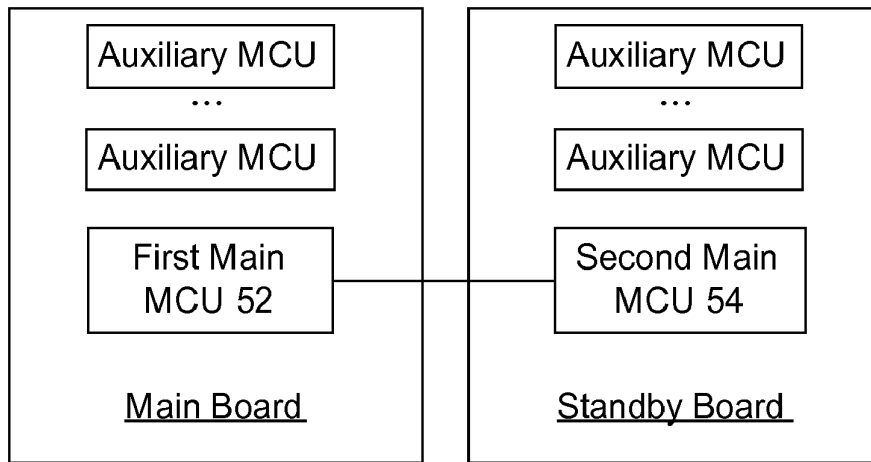 Auxiliary MCU
...
Auxiliary MCU
First Main
MCU 52
Main Board
Auxiliary MCU
...
Auxiliary MCU
Second Main
MCU 54
Standby Board